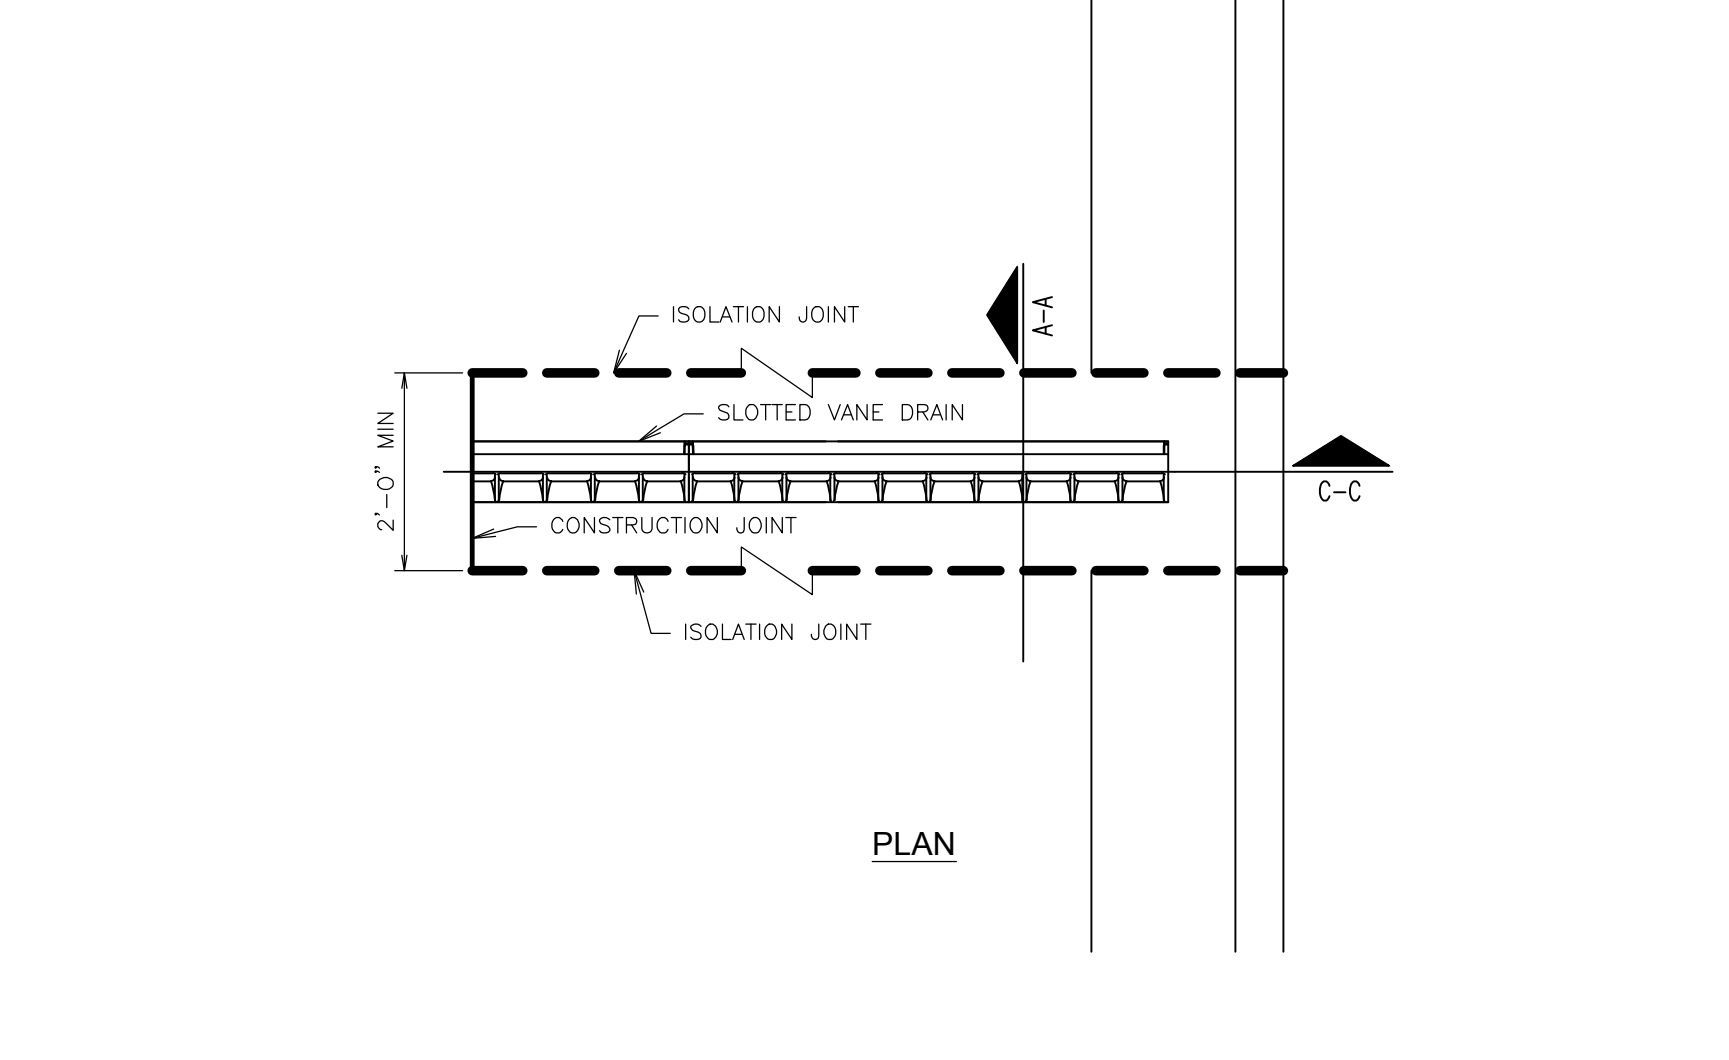 A-A
ISOLATION JOINT
SLOTTED VANE DRAIN
2'-0" MIN
C-C
CONSTRUCTION JOINT
ISOLATION JOINT
PLAN